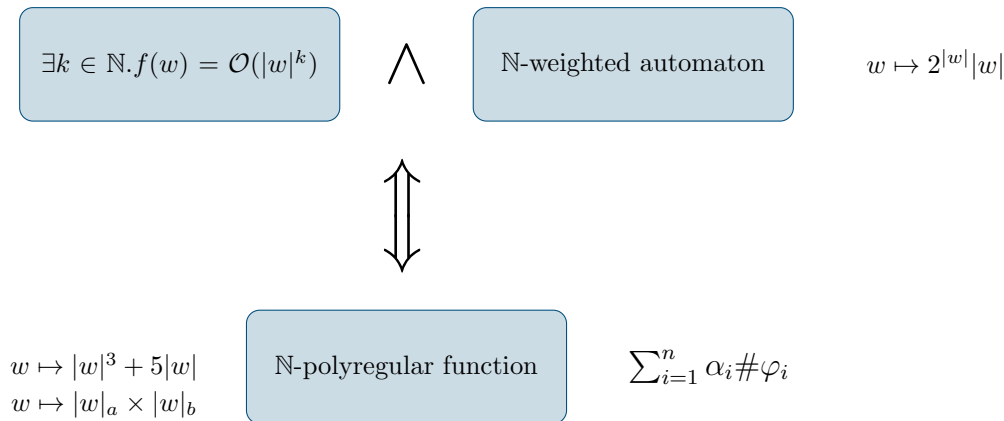 ∃k ∈ ℕ.f(w) = 𝒪(|w|^k) ∧ ℕ-weighted automaton w ↦ 2^{|w|}|w|
⇕
w ↦ |w|^3 + 5|w|
w ↦ |w|_a × |w|_b
ℕ-polyregular function
∑_{i=1}^{n} α_i#φ_i